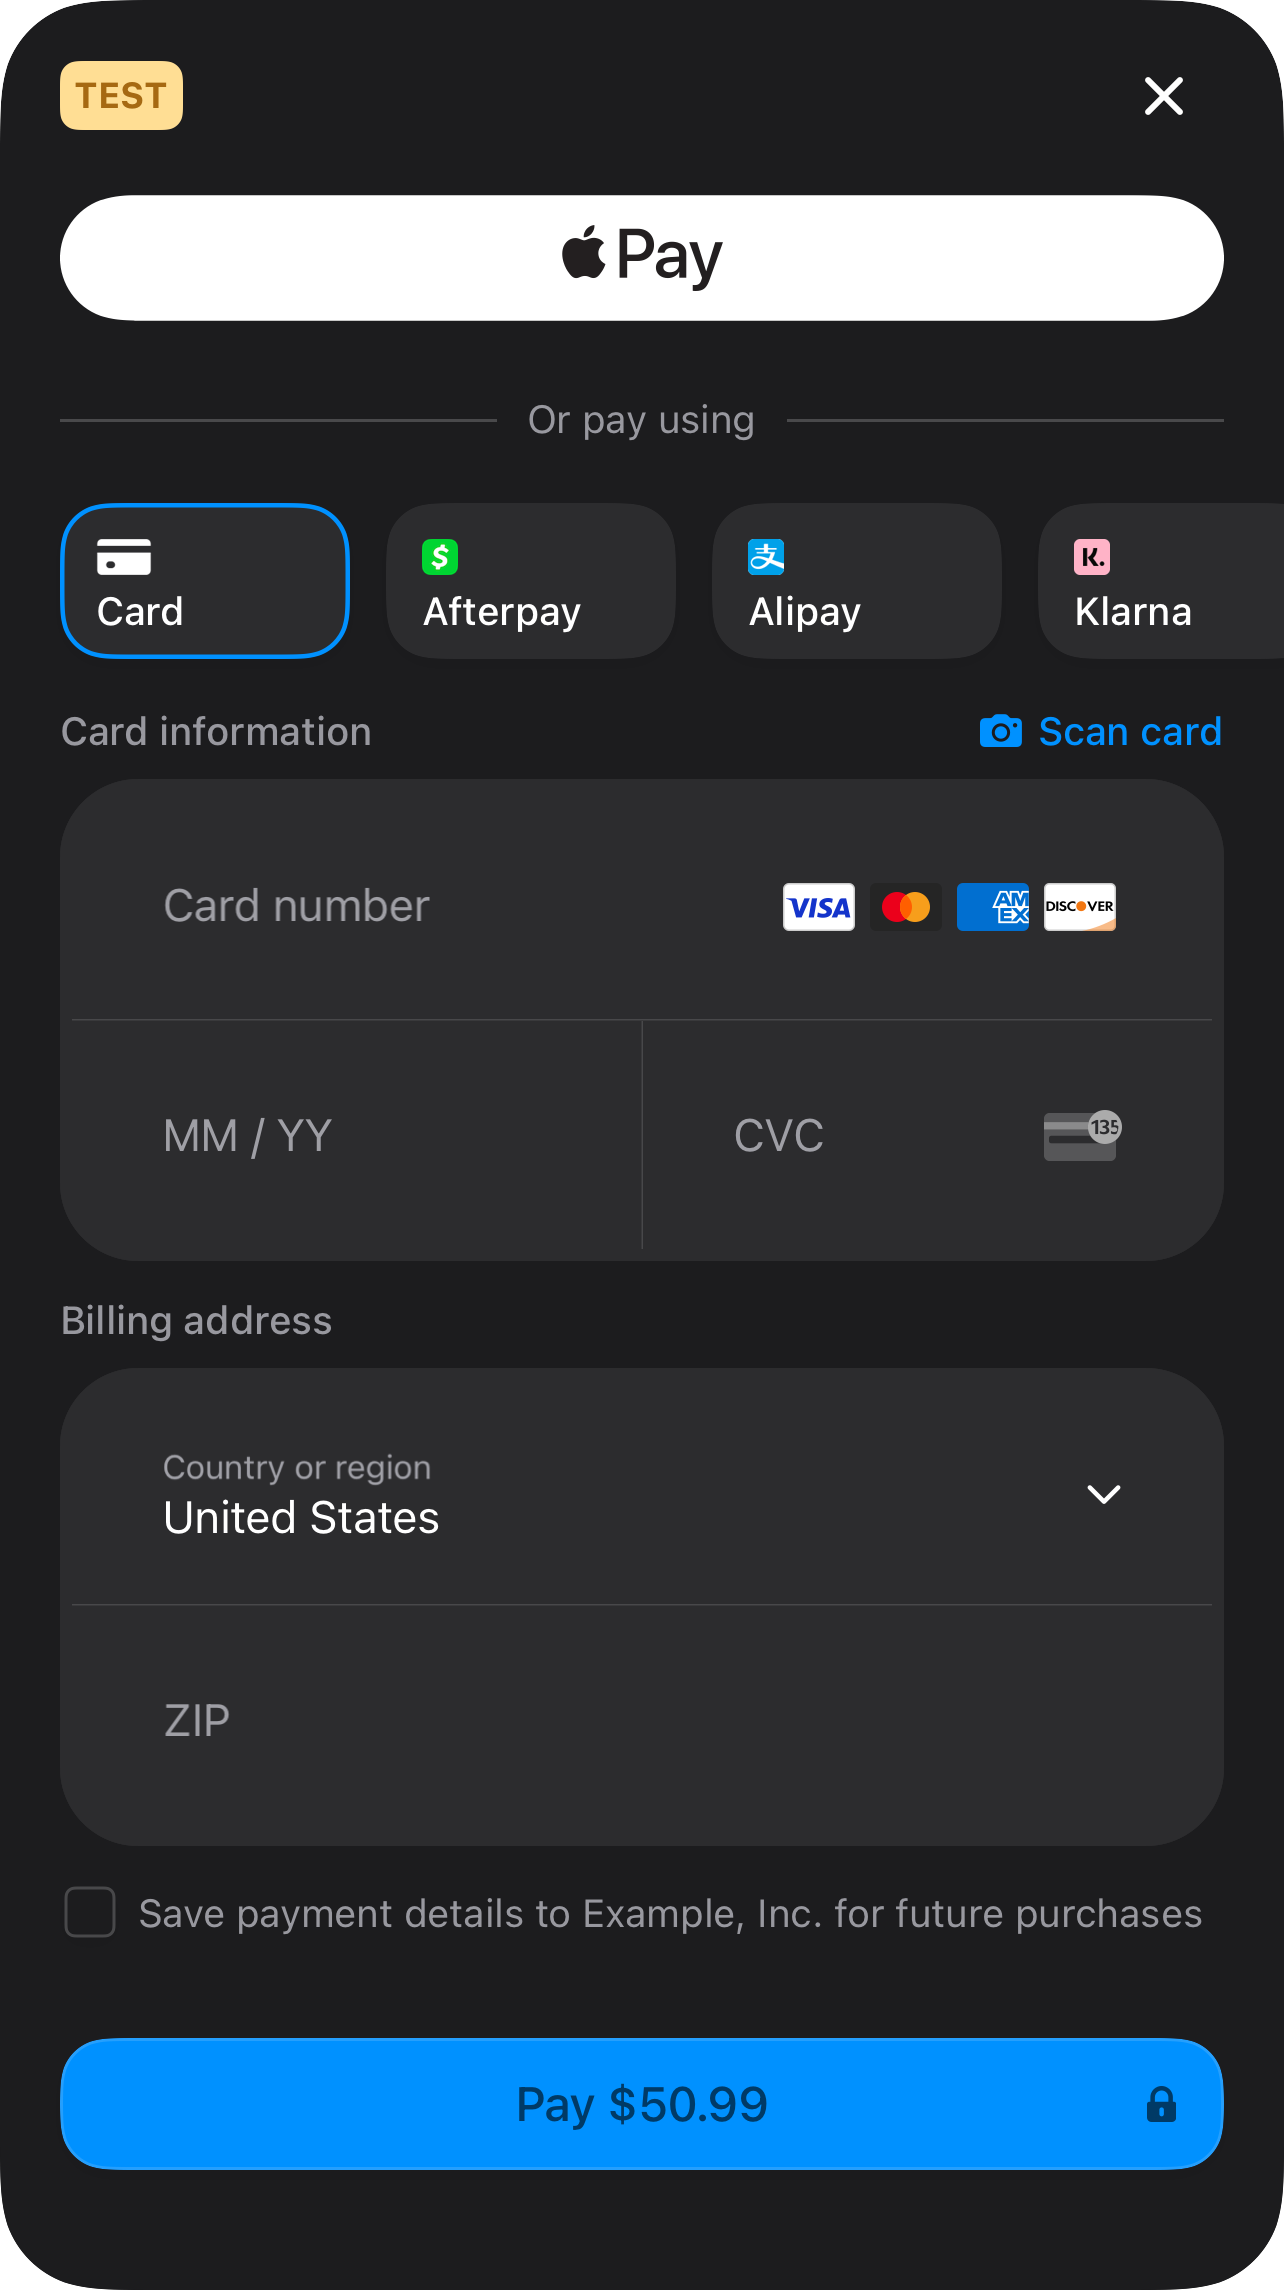 TEST
Pay
Or pay using
Card
Afterpay
支
Alipay
K.
Klarna
Card information
Scan card
Card number
VISA
AM
EX
DISCOVER
MM / YY
CVC
135
Billing address
Country or region
United States
ZIP
Save payment details to Example, Inc. for future purchases
Pay $50.99